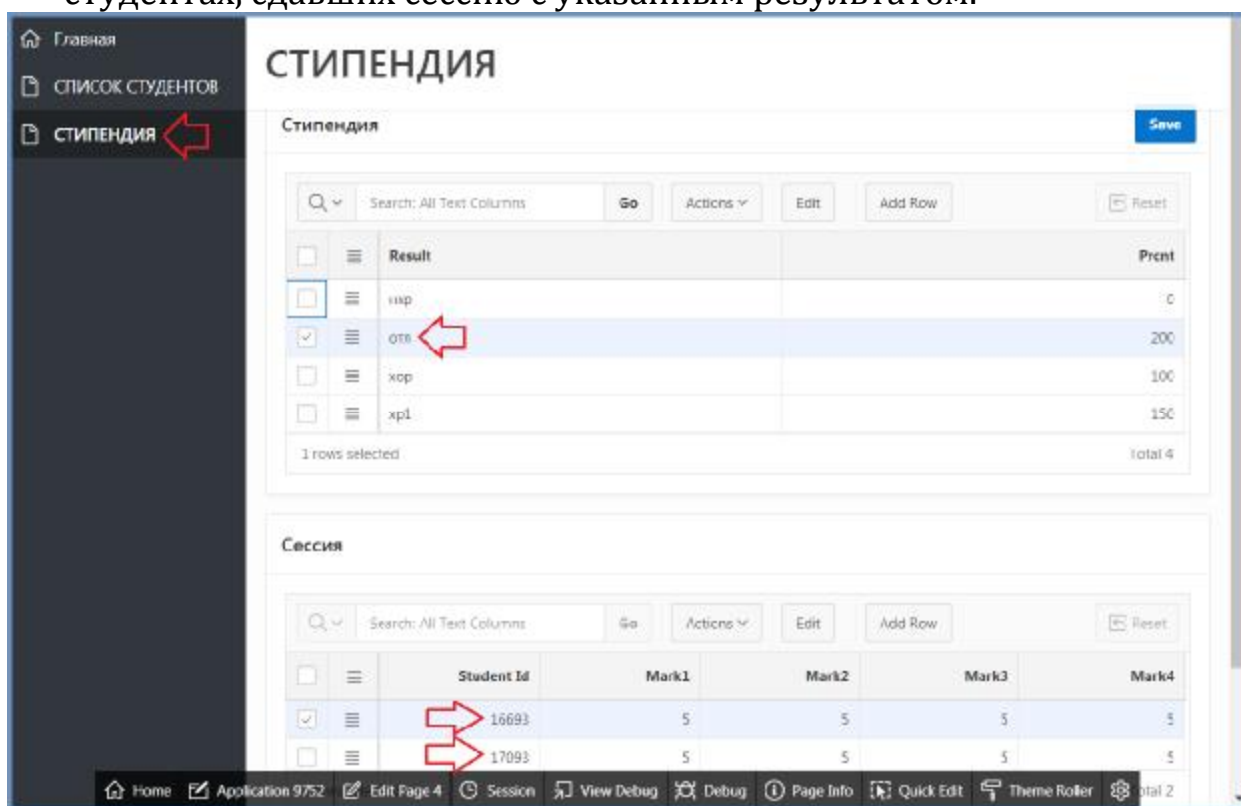 студентах, сдавших сессию с указанным результатом.
Главная
СПИСОК СТУДЕНТОВ
СТИПЕНДИЯ
СТИПЕНДИЯ
Стипендия Save
Search: All Text Columns Go Actions Edit Add Row Reset
Result Prcnt
нхр 0
отл 200
хор 100
хр1 150
1 rows selected Total 4
Сессия
Search: All Text Columns Go Actions Edit Add Row Reset
Student Id Mark1 Mark2 Mark3 Mark4
16693 5 5 5 5
17093 5 5 5 5
Home Application 9752 Edit Page 4 Session View Debug Debug Page Info Quick Edit Theme Roller otal 2